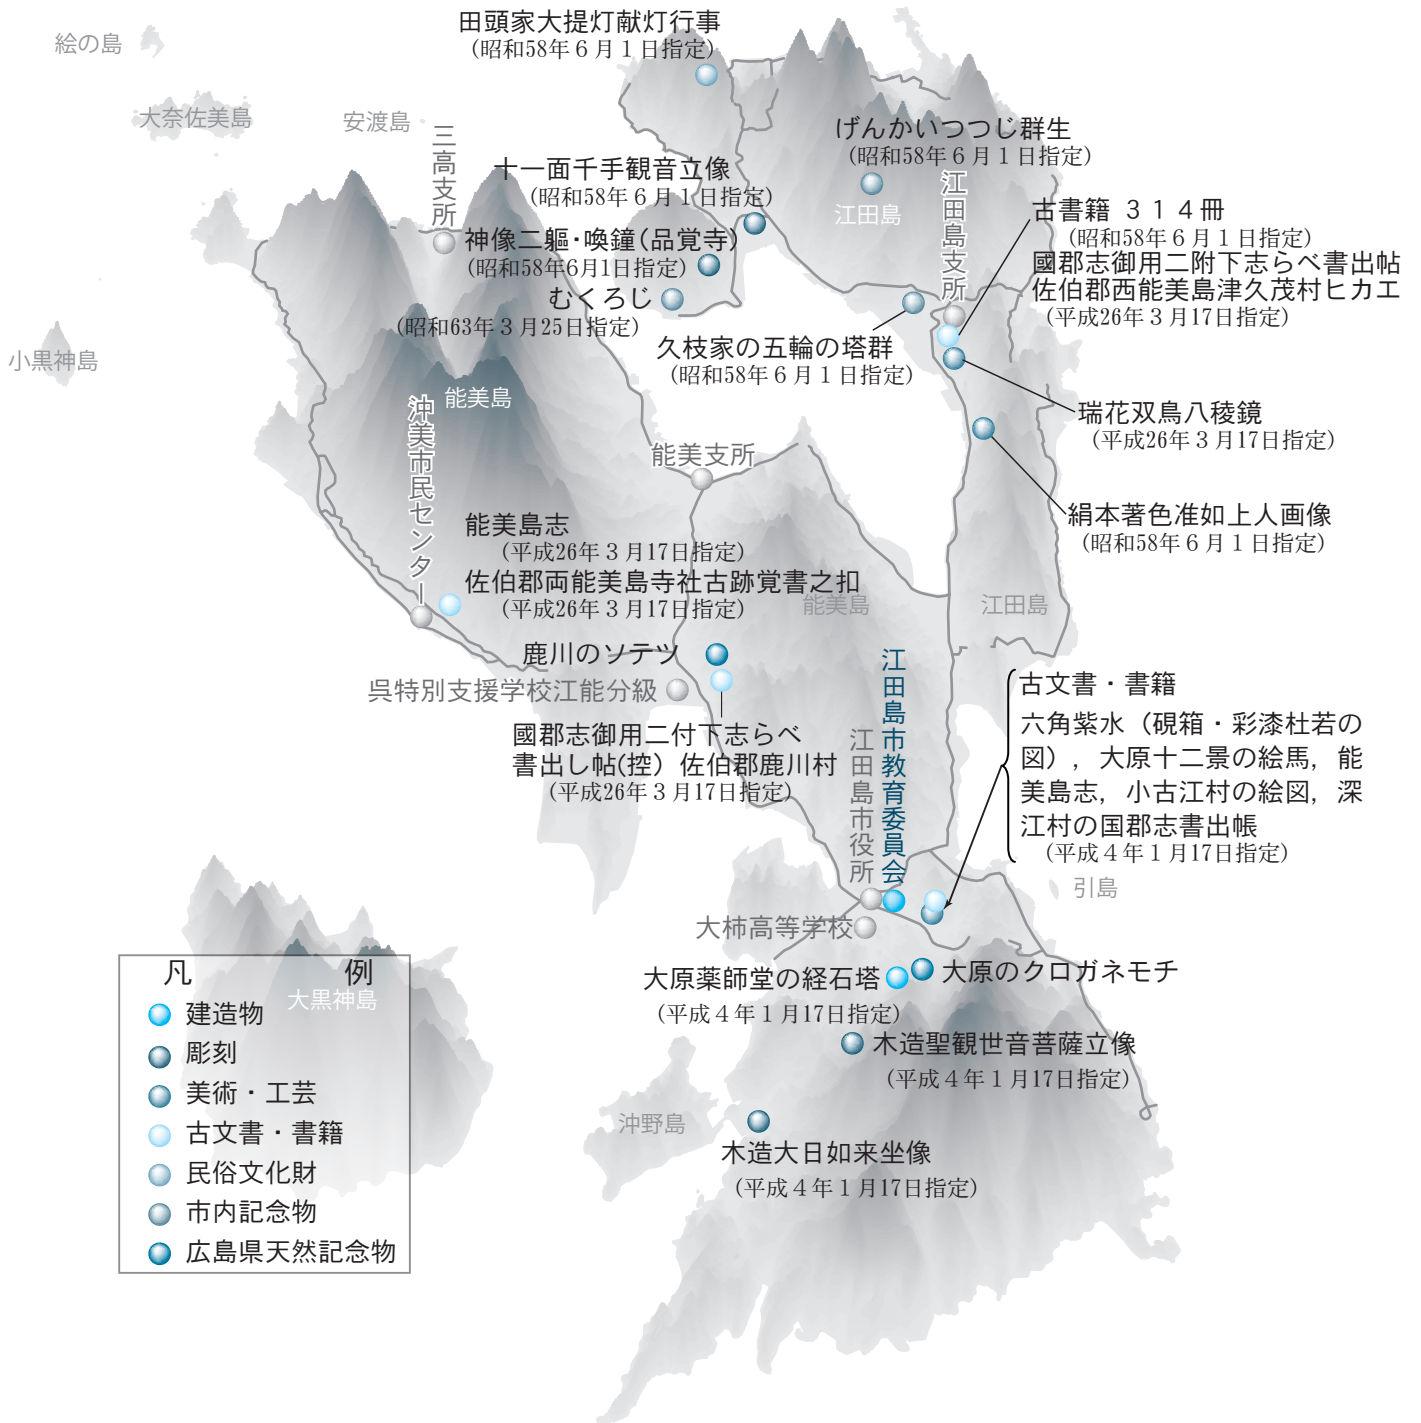 田頭家大提灯献灯行事
(昭和58年６月１日指定)
絵の島
大奈佐美島
安渡島
三高支所
げんかいつつじ群生
(昭和58年６月１日指定)
十一面千手観音立像
(昭和58年６月１日指定)
江田島
江田島支所
古書籍 ３１４冊
(昭和58年６月１日指定)
國郡志御用二附下志らべ書出帖
佐伯郡西能美島津久茂村ヒカエ
(平成26年３月17日指定)
神像二軀・喚鐘(品覚寺)
(昭和58年6月1日指定)
むくろじ
(昭和63年３月25日指定)
小黒神島
久枝家の五輪の塔群
(昭和58年６月１日指定)
能美島
沖美市民センター
瑞花双鳥八稜鏡
(平成26年３月17日指定)
能美支所
絹本著色准如上人画像
(昭和58年６月１日指定)
能美島志
(平成26年３月17日指定)
佐伯郡両能美島寺社古跡覚書之扣
(平成26年３月17日指定)
能美島
江田島
鹿川のソテツ
呉特別支援学校江能分級
國郡志御用二付下志らべ
書出し帖(控）佐伯郡鹿川村
(平成26年３月17日指定)
江田島市役所
江田島市教育委員会
古文書・書籍
六角紫水（硯箱・彩漆杜若の
図），大原十二景の絵馬，能
美島志，小古江村の絵図，深
江村の国郡志書出帳
(平成４年１月17日指定)
引島
大柿高等学校
大原薬師堂の経石塔
(平成４年１月17日指定)
大原のクロガネモチ
木造聖観世音菩薩立像
(平成４年１月17日指定)
沖野島
木造大日如来坐像
(平成４年１月17日指定)
大黒神島
凡 例
建造物
彫刻
美術・工芸
古文書・書籍
民俗文化財
市内記念物
広島県天然記念物